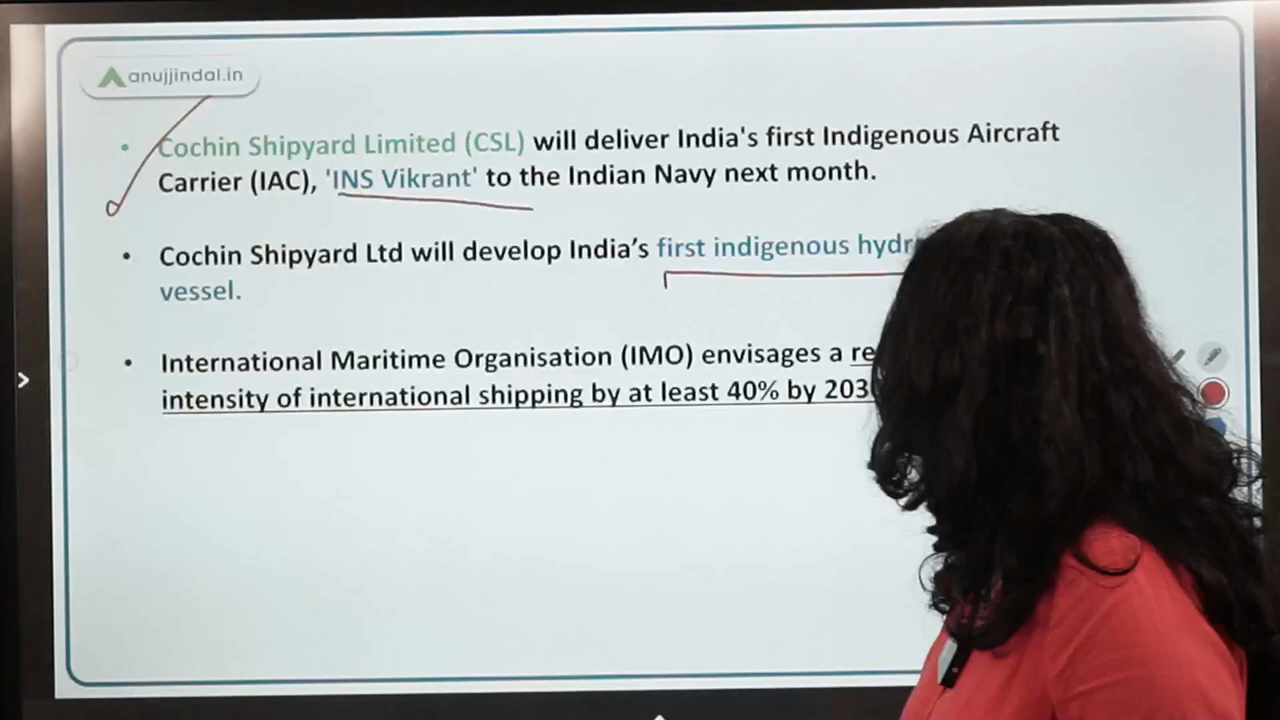 anujjindal.in
• Cochin Shipyard Limited (CSL) will deliver India's first Indigenous Aircraft
Carrier (IAC), 'INS Vikrant' to the Indian Navy next month.
• Cochin Shipyard Ltd will develop India's first indigenous
vessel.
• International Maritime Organisation (IMO) envisages a
intensity of international shipping by at least 40% by